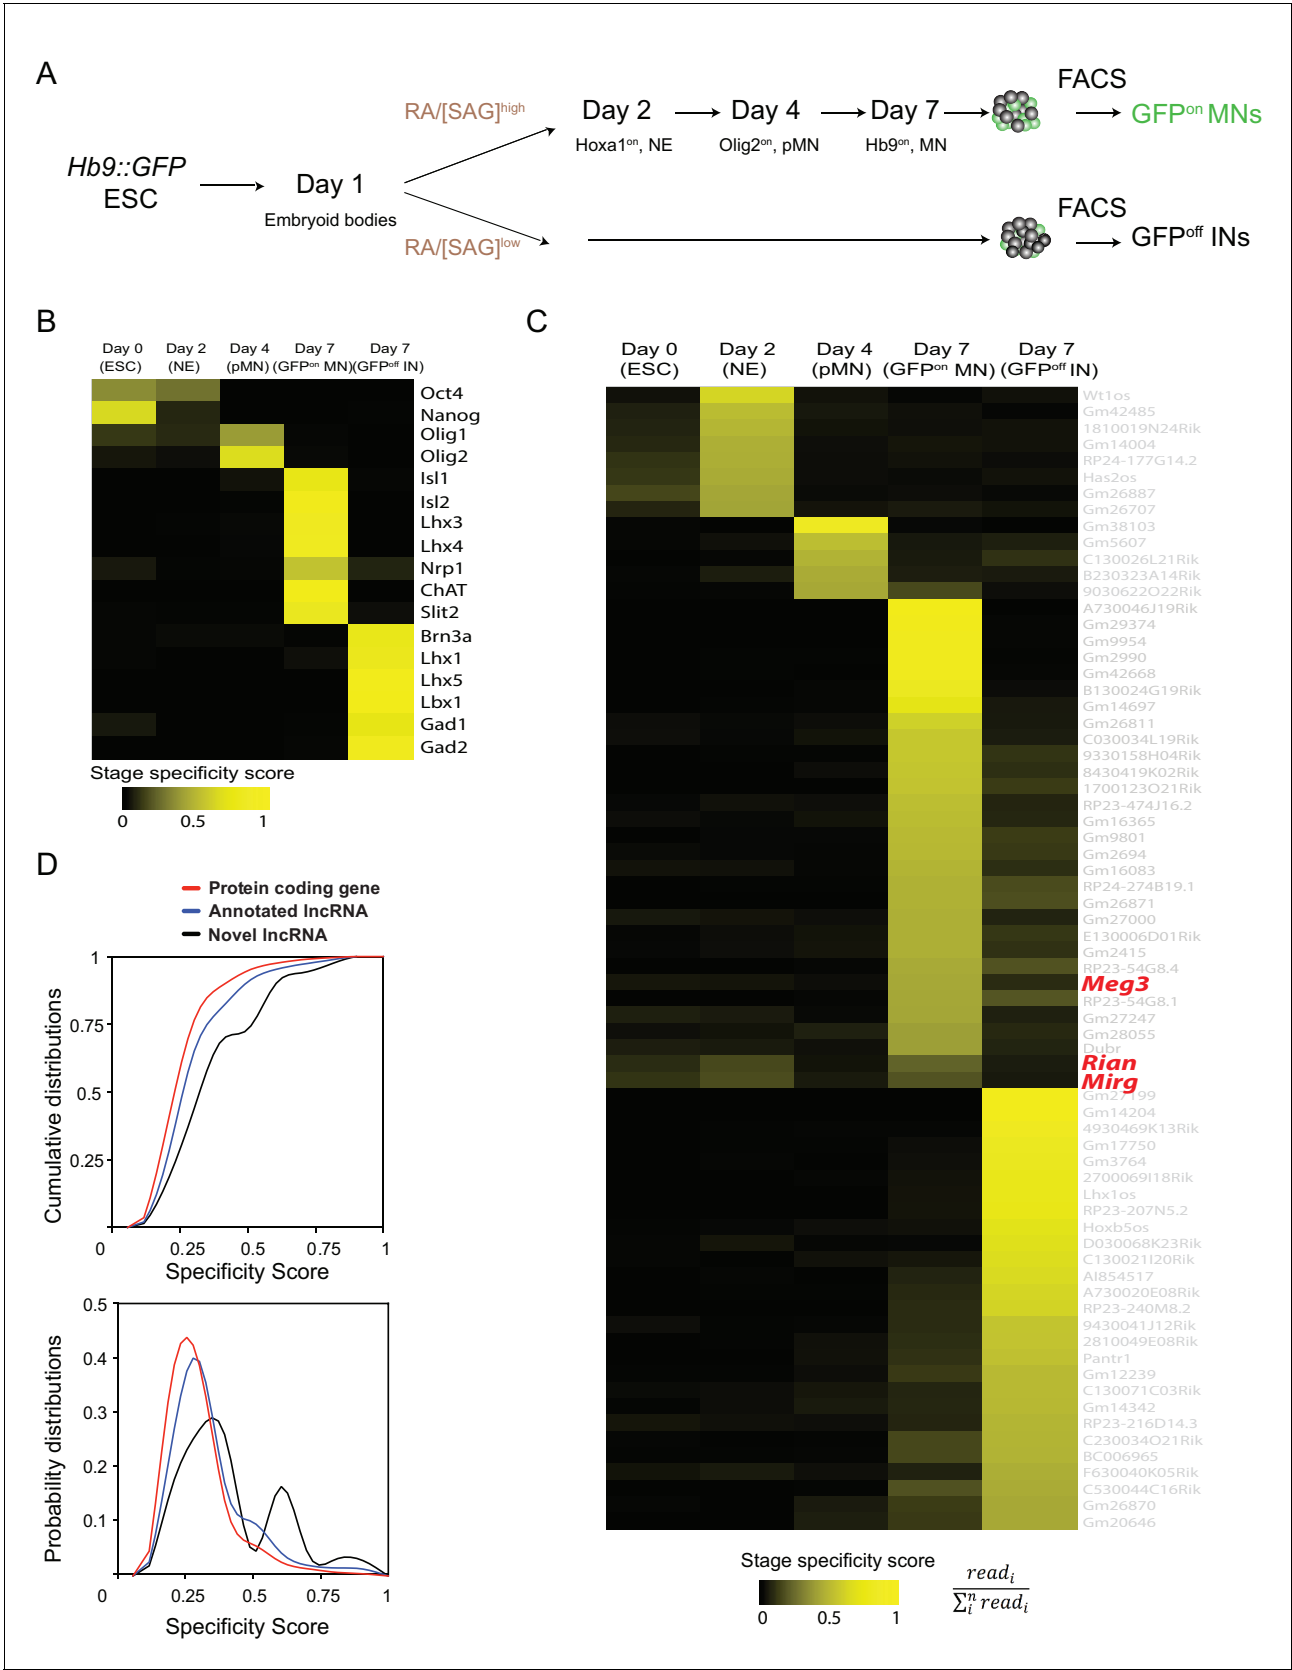 A
Hb9::GFP
ESC
Day 1
Embryoid bodies
RA/[SAG]high
RA/[SAG]low
Day 2
Hoxa1on, NE
Day 4
Olig2on, pMN
Day 7
Hb9on, MN
FACS
GFPon MNs
FACS
GFPoff INs
B
Day 0 Day 2 Day 4 Day 7 Day 7
(ESC) (NE) (pMN) (GFPon MN)(GFPoff IN)
Oct4
Nanog
Olig1
Olig2
Isl1
Isl2
Lhx3
Lhx4
Nrp1
ChAT
Slit2
Brn3a
Lhx1
Lhx5
Lbx1
Gad1
Gad2
Stage specificity score
0 0.5 1
C
Day 0 Day 2 Day 4 Day 7 Day 7
(ESC) (NE) (pMN) (GFPon MN) (GFPoff IN)
Wt1os
Gm42485
1810019N24Rik
Gm14004
RP24-177G14.2
Has2os
Gm26887
Gm26707
Gm38103
Gm5607
C130026L21Rik
B230323A14Rik
9030622O22Rik
A730046J19Rik
Gm29374
Gm9954
Gm2990
Gm42668
B130024G19Rik
Gm14697
Gm26811
C030034L19Rik
9330158H04Rik
8430419K02Rik
1700123O21Rik
RP23-474J16.2
Gm16365
Gm9801
Gm2694
Gm16083
RP24-274B19.1
Gm26871
Gm27000
E130006D01Rik
Gm2415
RP23-54G8.4
Meg3
RP23-54G8.1
Gm27247
Gm28055
Dubr
Rian
Mirg
Gm27199
Gm14204
4930469K13Rik
Gm17750
Gm3764
2700069I18Rik
Lhx1os
RP23-207N5.2
Hoxb5os
D030068K23Rik
C130021I20Rik
AI854517
A730020E08Rik
RP23-240M8.2
9430041J12Rik
2810049E08Rik
Pantr1
Gm12239
C130071C03Rik
Gm14342
RP23-216D14.3
C230034O21Rik
BC006965
F630040K05Rik
C530044C16Rik
Gm26870
Gm20646
Stage specificity score
0 0.5 1
read_i
∑_i^n read_i
D
Protein coding gene
Annotated lncRNA
Novel lncRNA
Cumulative distributions
1
0.75
0.5
0.25
0 0.25 0.5 0.75 1
Specificity Score
Probability distributions
0.5
0.4
0.3
0.2
0.1
0 0.25 0.5 0.75 1
Specificity Score